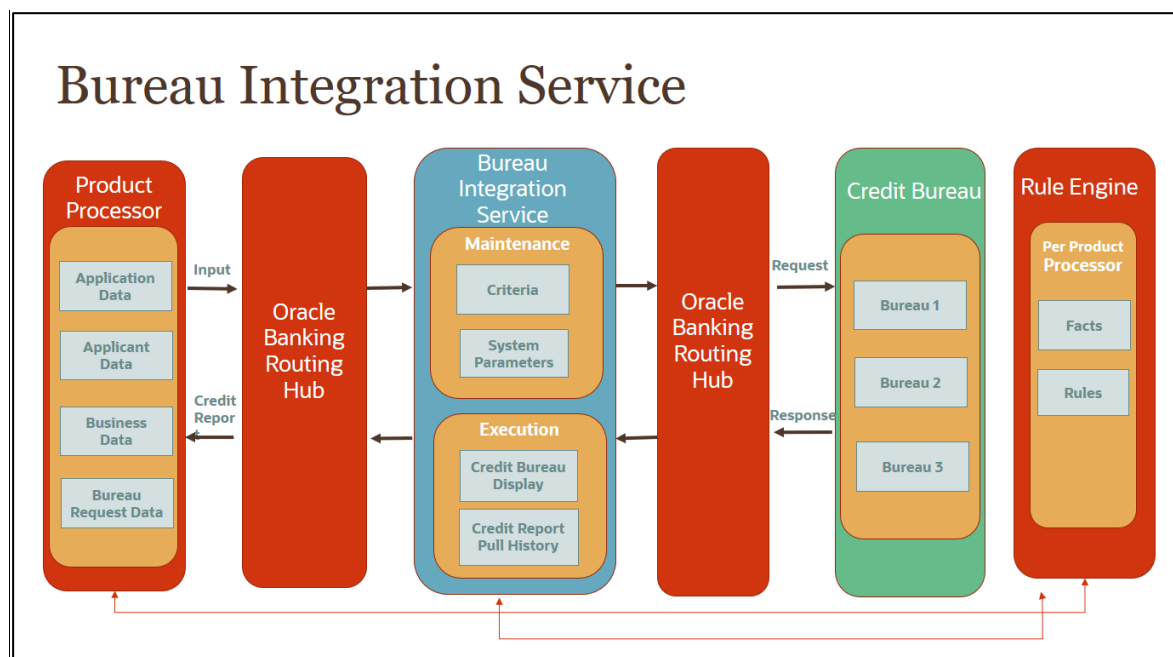 Bureau Integration Service
Product
Processor
Application
Data
Applicant
Data
Business
Data
Bureau
Request Data
Input
Credit
Repor
t
Oracle
Banking
Routing
Hub
Bureau
Integration
Service
Maintenance
Criteria
System
Parameters
Execution
Credit Bureau
Display
Credit Report
Pull History
Oracle
Banking
Routing
Hub
Request
Response
Credit Bureau
Bureau 1
Bureau 2
Bureau 3
Rule Engine
Per Product
Processor
Facts
Rules